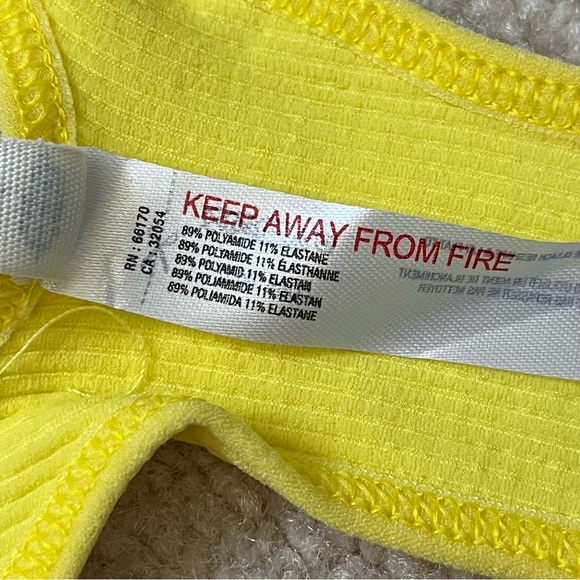 RN : 66170
CA : 32054
KEEP AWAY FROM FIRE
89% POLYAMIDE 11% ELASTANE
89% POLYAMIDE 11% ÉLASTHANNE
89% POLYAMID 11% ELASTAN
89% POLIAMMIDE 11% ELASTAN
89% POLIAMIDA 11% ELASTANE